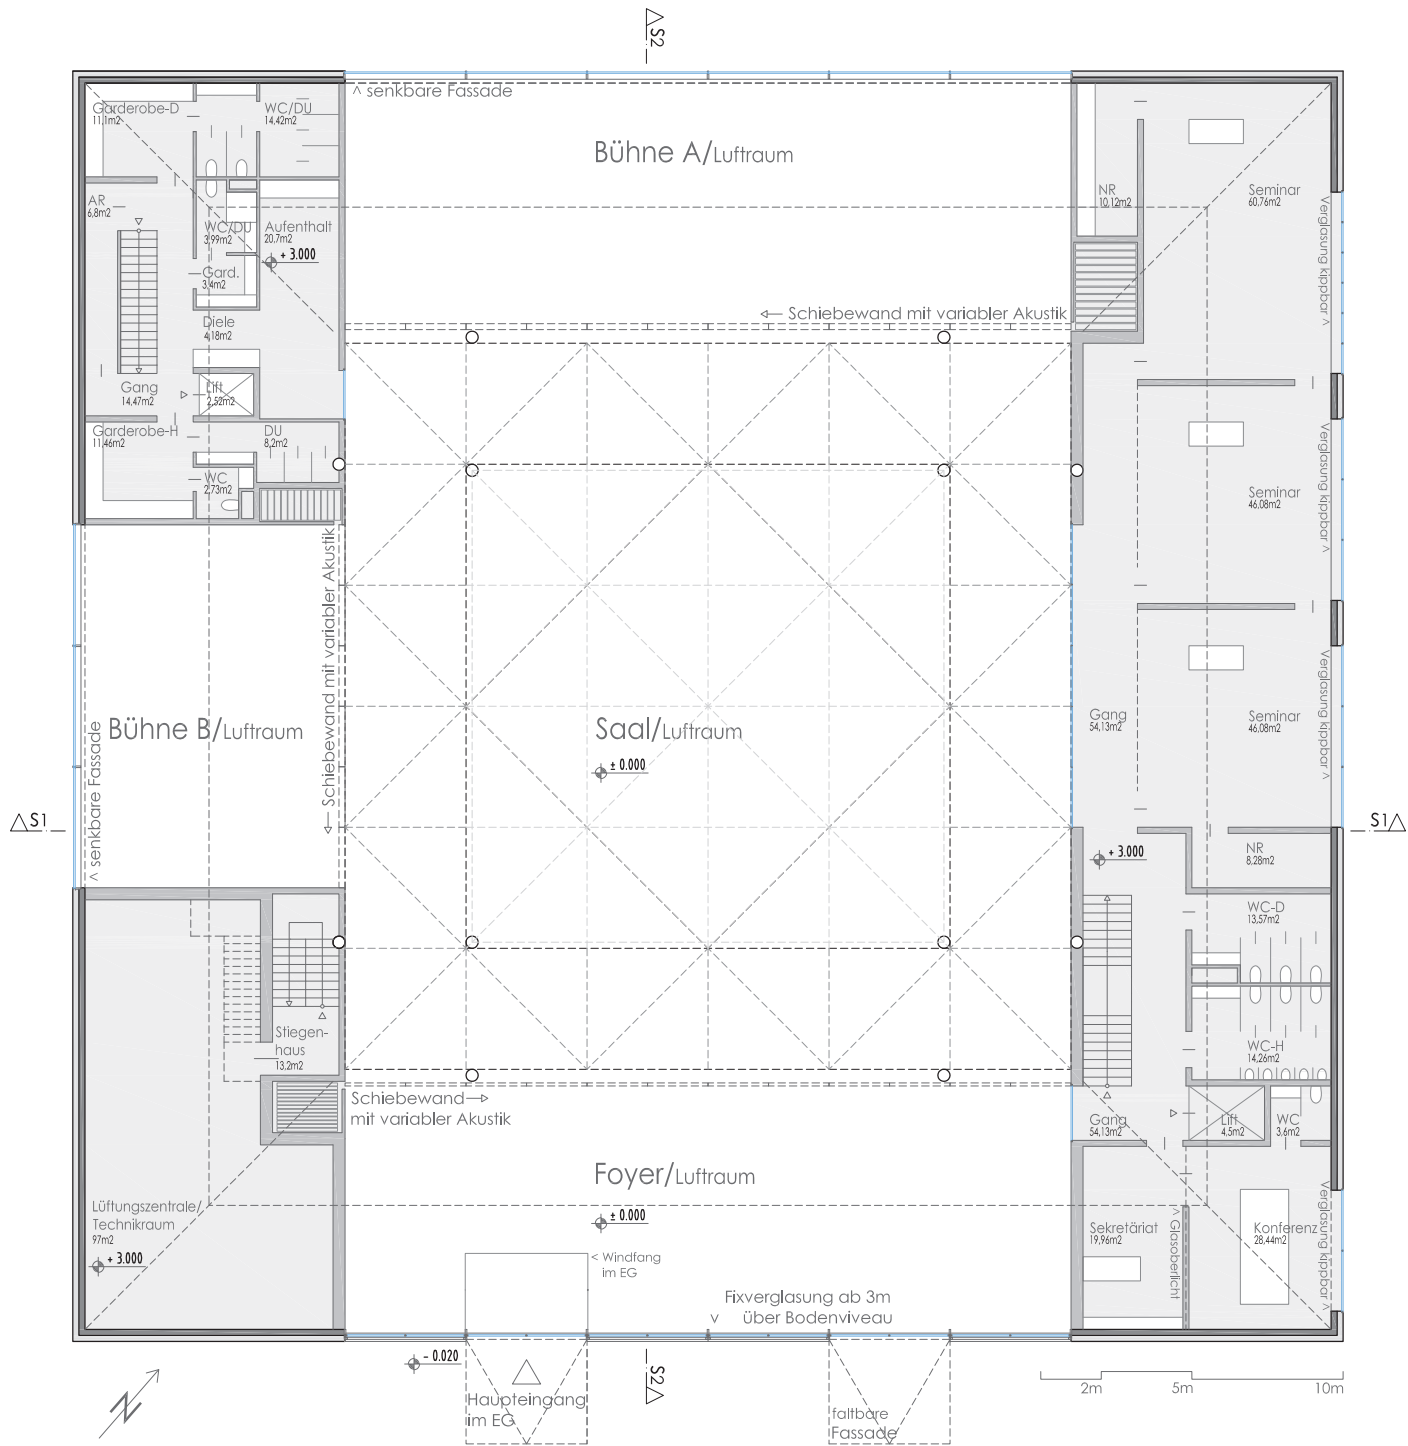 S2
^ senkbare Fassade
Garderobe-D
11,1m2
WC/DU
14,42m2
Bühne A/Luftraum
AR
6,8m2
WC/DU
3,99m2
Aufenthalt
20,7m2
+ 3.000
Gard.
3,4m2
Diele
4,18m2
Gang
14,47m2
Lift
2,52m2
Garderobe-H
11,46m2
DU
8,2m2
WC
2,73m2
NR
10,12m2
Seminar
60,76m2
Verglasung kippbar >
Schiebewand mit variabler Akustik
Seminar
46,08m2
Verglasung kippbar >
Schiebewand mit variabler Akustik
Bühne B/Luftraum
^ senkbare Fassade
Saal/Luftraum
± 0.000
Gang
54,13m2
Seminar
46,08m2
Verglasung kippbar >
S1
S1
+ 3.000
NR
8,28m2
WC-D
13,57m2
WC-H
14,26m2
Stiegen-
haus
13,2m2
Schiebewand
mit variabler Akustik
Gang
54,13m2
Lift
4,5m2
WC
3,6m2
Foyer/Luftraum
± 0.000
Lüftungszentrale/
Technikraum
97m2
+ 3.000
< Windfang
im EG
Sekretäriat
19,96m2
> Glasoberlicht
Konferenz
28,44m2
Verglasung kippbar >
Fixverglasung ab 3m
v über Bodenviveau
- 0.020
N
Haupteingang
im EG
S2
faltbare
Fassade
2m 5m 10m